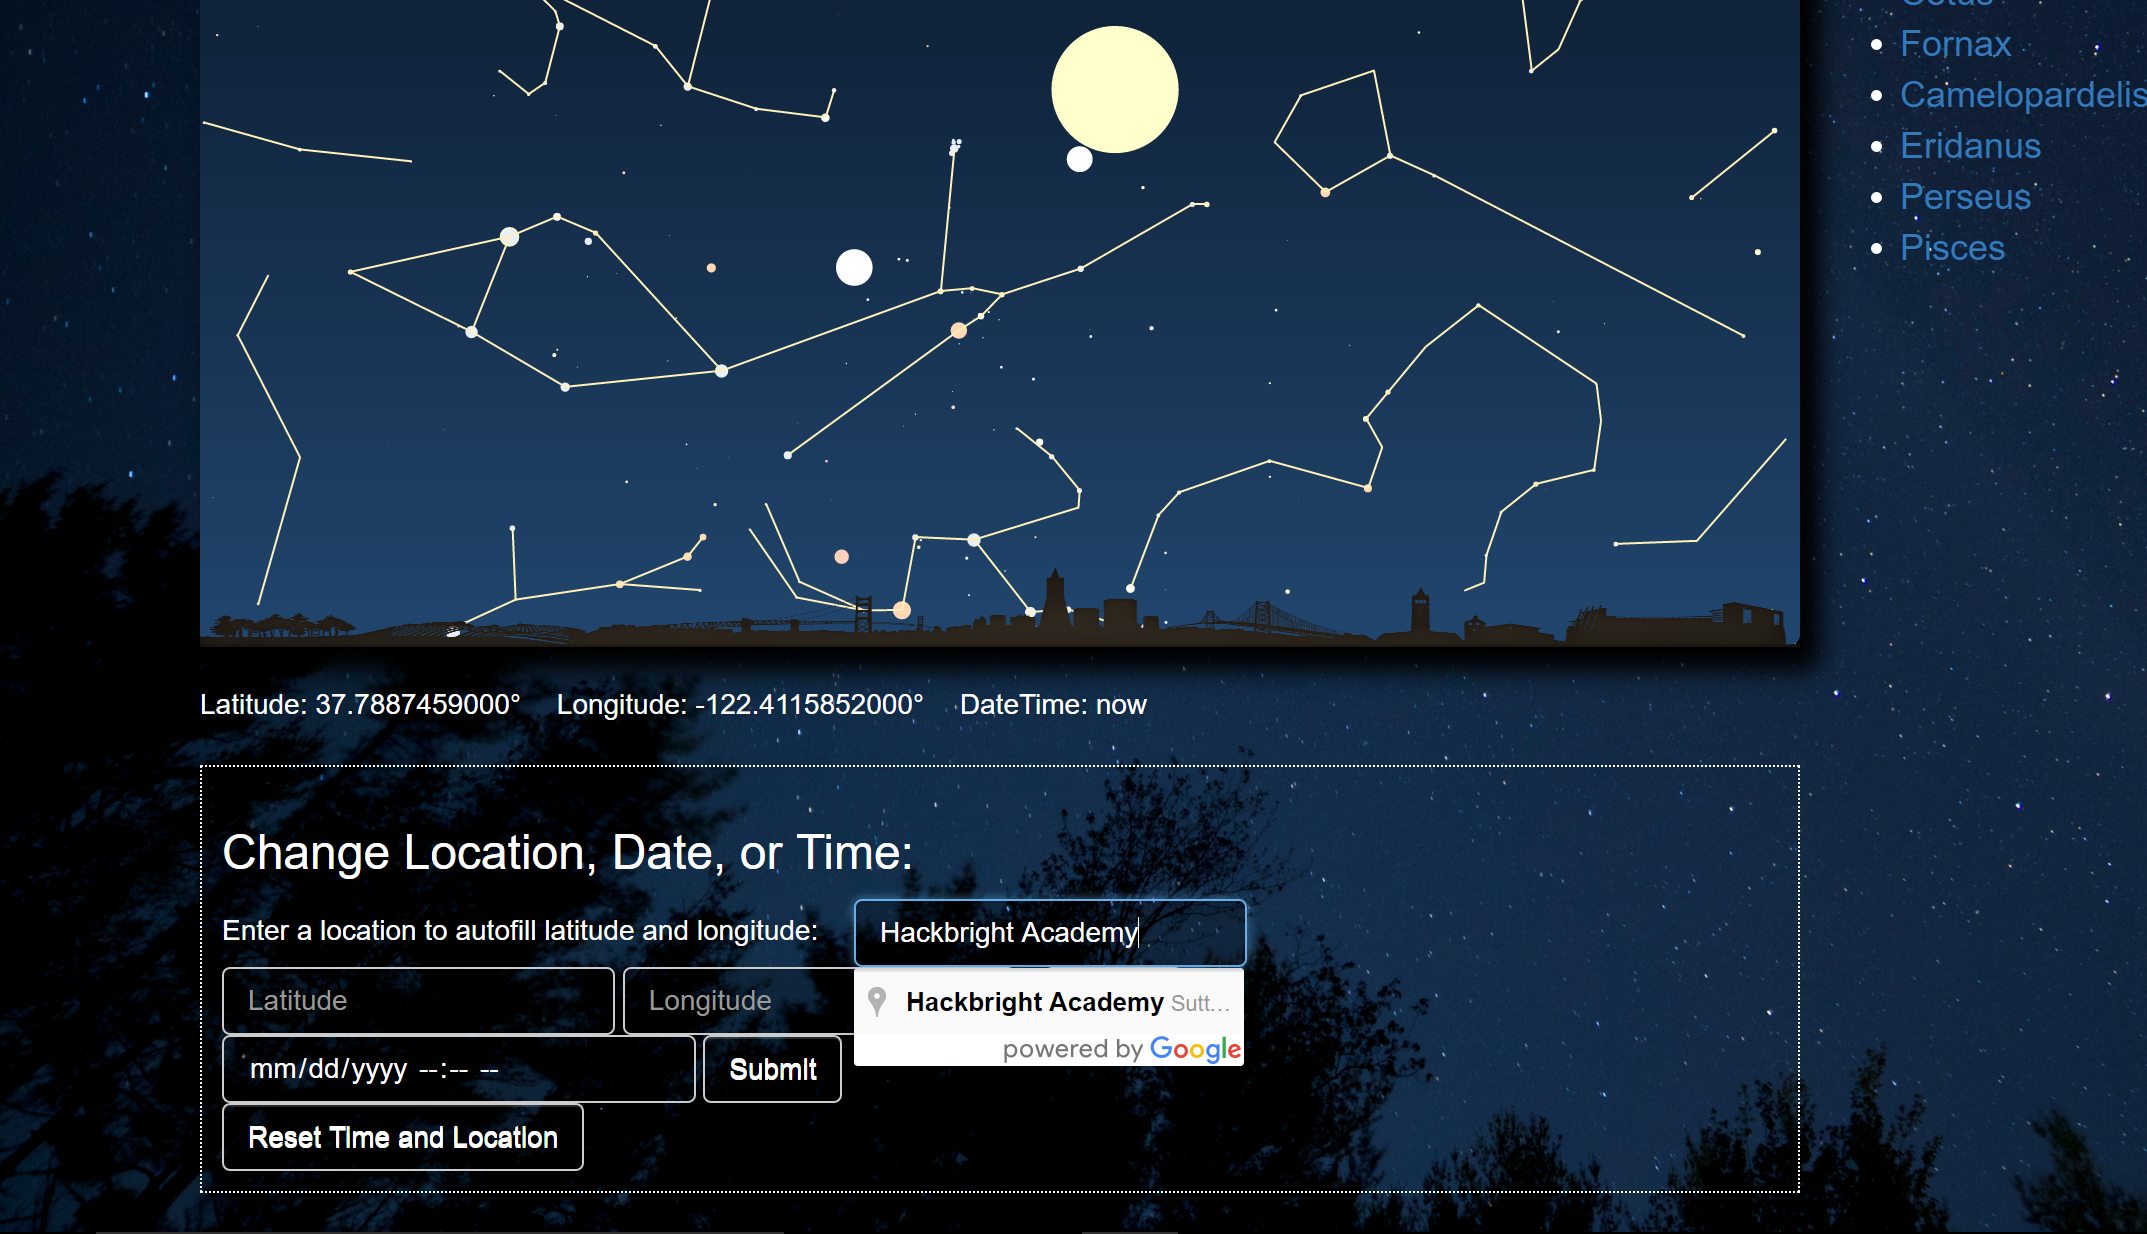 Fornax
Camelopardelis
Eridanus
Perseus
Pisces
Latitude: 37.7887459000° Longitude: -122.4115852000° DateTime: now
Change Location, Date, or Time:
Enter a location to autofill latitude and longitude: Hackbright Academy
Latitude Longitude
Hackbright Academy Sutt...
powered by Google
mm/dd/yyyy --:-- -- Submit
Reset Time and Location